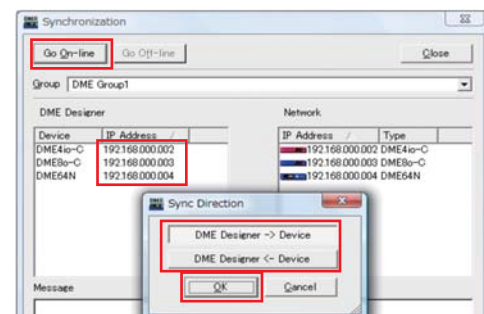 Synchronization
Go On-line Go Off-line Close
Group DME Group1
DME Designer Network
Device IP Address / IP Address / Type
DME4io-C 192.168.000.002 192.168.000.002 DME4io-C
DME8o-C 192.168.000.003 192.168.000.003 DME8o-C
DME64N 192.168.000.004 192.168.000.004 DME64N
Sync Direction
DME Designer -> Device
DME Designer <- Device
OK Cancel
Message